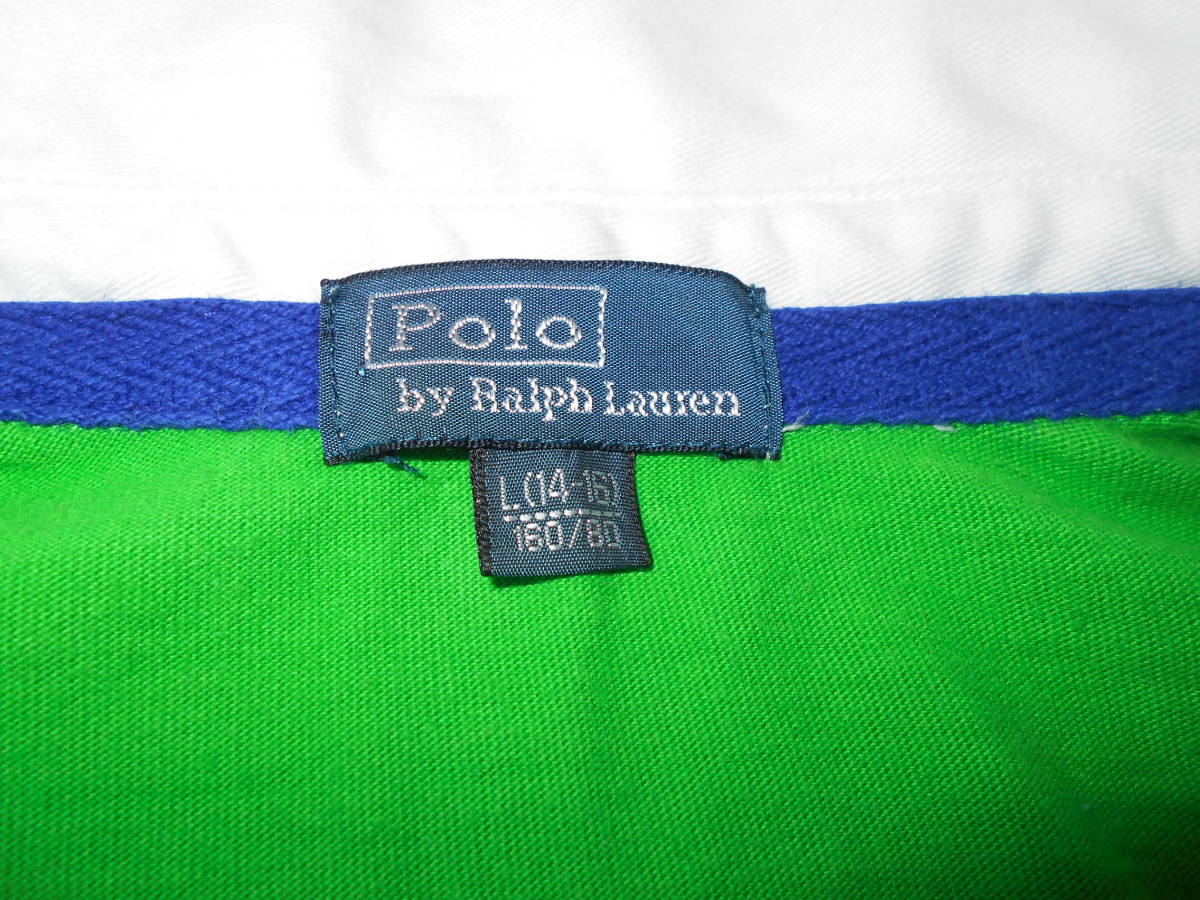 Polo
by Ralph Lauren
L(14-16)
160/80